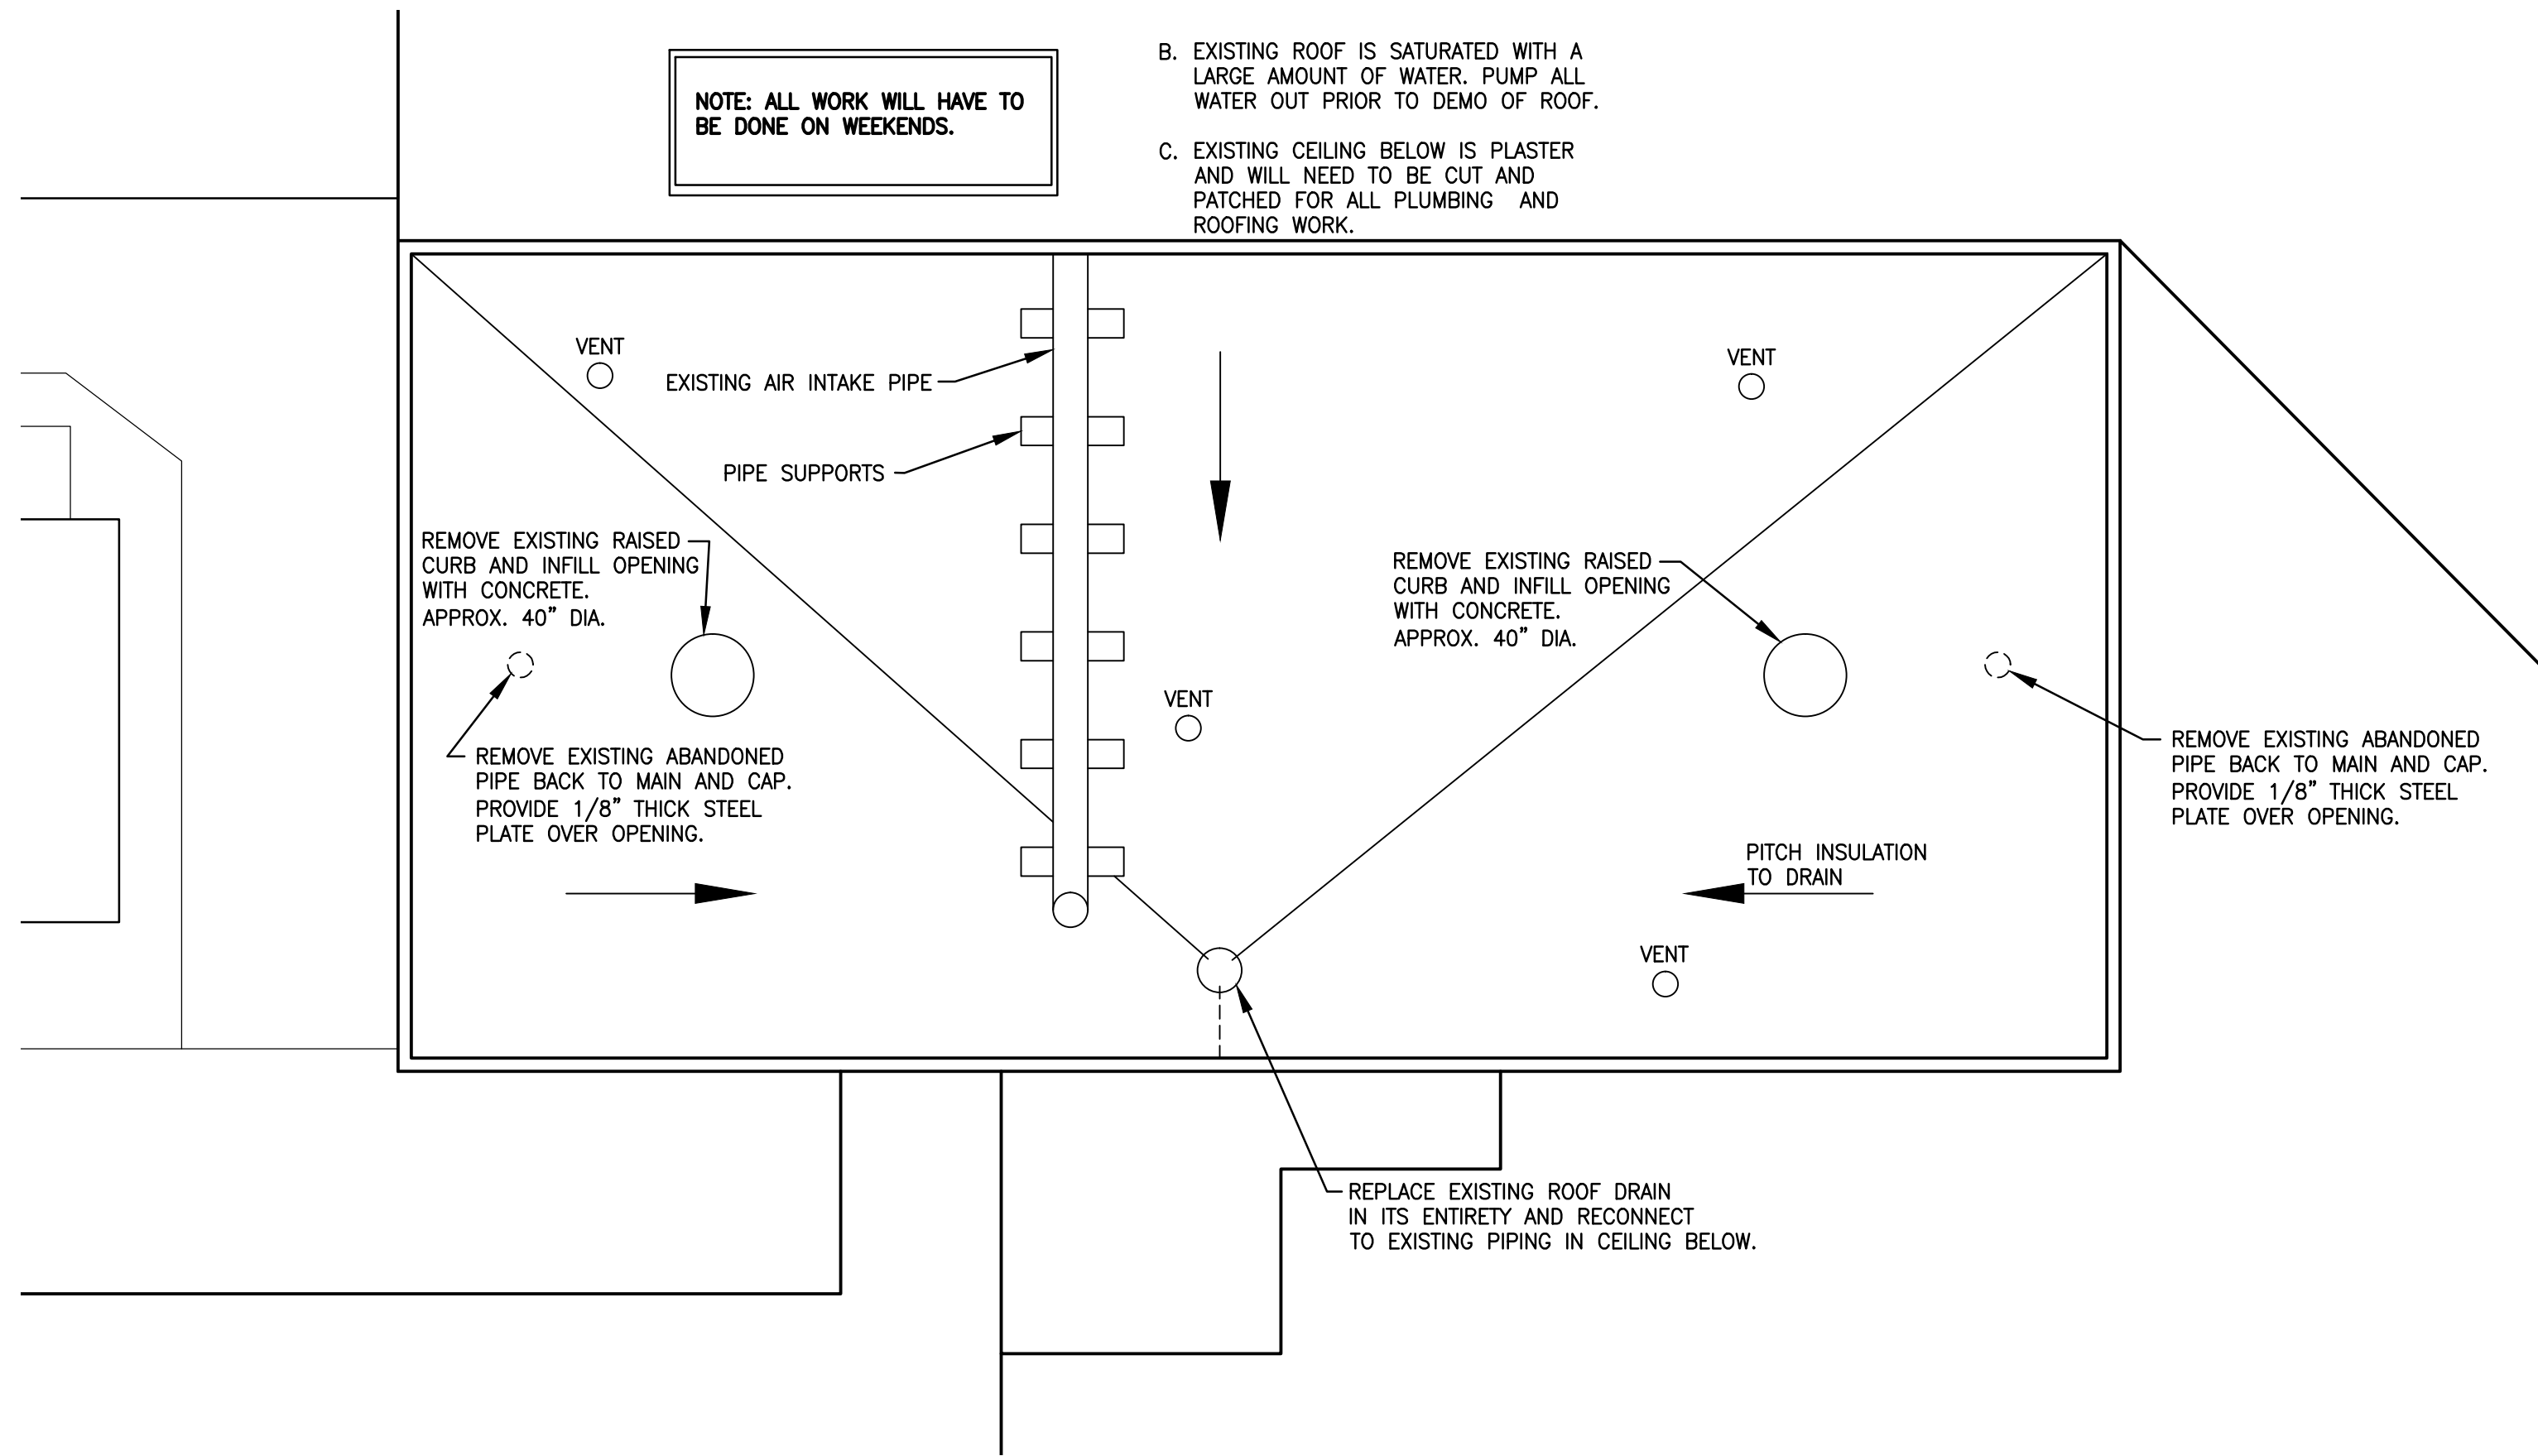 NOTE: ALL WORK WILL HAVE TO
BE DONE ON WEEKENDS.
B. EXISTING ROOF IS SATURATED WITH A
LARGE AMOUNT OF WATER. PUMP ALL
WATER OUT PRIOR TO DEMO OF ROOF.
C. EXISTING CEILING BELOW IS PLASTER
AND WILL NEED TO BE CUT AND
PATCHED FOR ALL PLUMBING AND
ROOFING WORK.
VENT
EXISTING AIR INTAKE PIPE
PIPE SUPPORTS
VENT
REMOVE EXISTING RAISED
CURB AND INFILL OPENING
WITH CONCRETE.
APPROX. 40" DIA.
REMOVE EXISTING RAISED
CURB AND INFILL OPENING
WITH CONCRETE.
APPROX. 40" DIA.
VENT
REMOVE EXISTING ABANDONED
PIPE BACK TO MAIN AND CAP.
PROVIDE 1/8" THICK STEEL
PLATE OVER OPENING.
REMOVE EXISTING ABANDONED
PIPE BACK TO MAIN AND CAP.
PROVIDE 1/8" THICK STEEL
PLATE OVER OPENING.
PITCH INSULATION
TO DRAIN
VENT
REPLACE EXISTING ROOF DRAIN
IN ITS ENTIRETY AND RECONNECT
TO EXISTING PIPING IN CEILING BELOW.